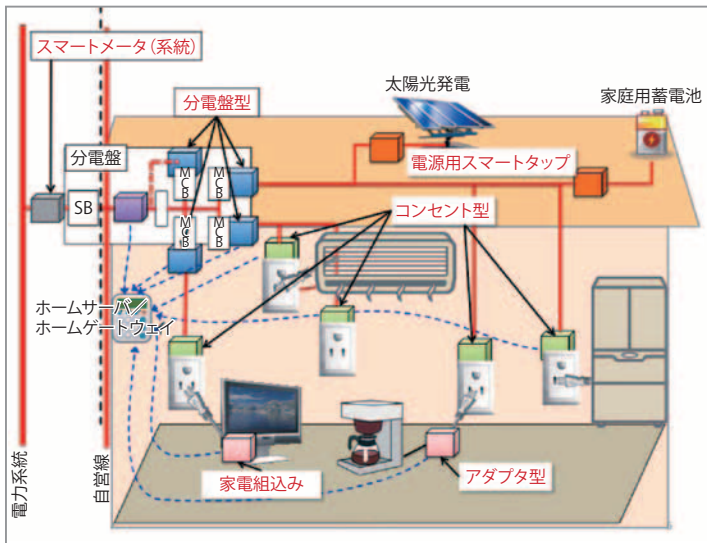 スマートメータ(系統)
分電盤型
太陽光発電
家庭用蓄電池
分電盤
電源用スマートタップ
MCB
MCB
SB
コンセント型
MCB
MCB
ホームサーバ/
ホームゲートウェイ
電力系統
自営線
家電組込み
アダプタ型